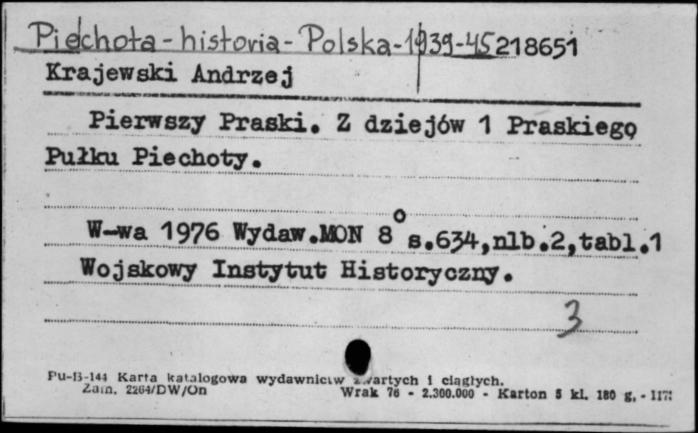 Piechota - historia - Polska - 1939-45 218651
Krajewski Andrzej
Pierwszy Praski. Z dziejów 1 Praskiego
Pułku Piechoty.
W-wa 1976 Wydaw.MON 8° s.634,nlb.2,tabl.1
Wojskowy Instytut Historyczny.
3
Pu-B-144 Karta katalogowa wydawnictw zwartych i ciągłych.
Zam. 2264/DW/On Wrak 76 - 2.300.000 - Karton 5 kl. 180 g. -